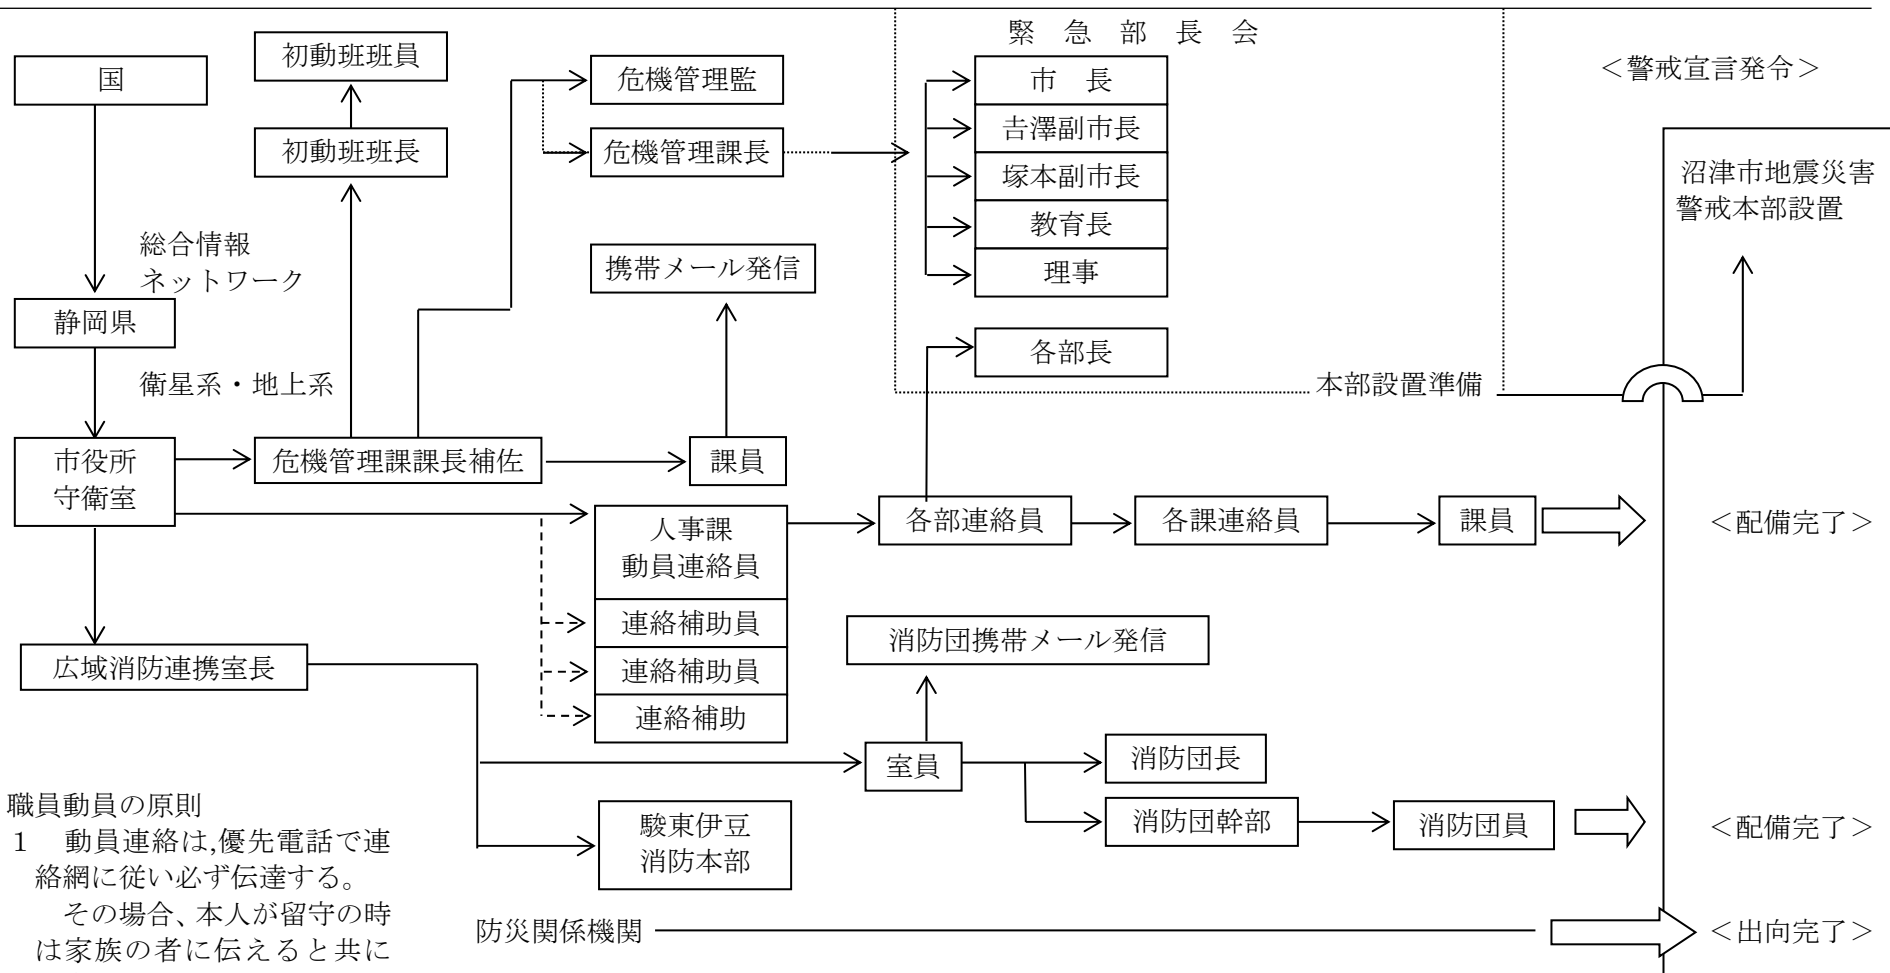 緊急部長会
国
初動班班員
危機管理監
市　長
＜警戒宣言発令＞
初動班班長
危機管理課長
𠮷澤副市長
塚本副市長
沼津市地震災害
警戒本部設置
教育長
総合情報
ネットワーク
携帯メール発信
理事
静岡県
各部長
衛星系・地上系
本部設置準備
市役所
守衛室
危機管理課課長補佐
課員
人事課
動員連絡員
各部連絡員
各課連絡員
課員
＜配備完了＞
連絡補助員
消防団携帯メール発信
広域消防連携室長
連絡補助員
連絡補助
室員
消防団長
駿東伊豆
消防本部
消防団幹部
消防団員
＜配備完了＞
職員動員の原則
１　動員連絡は,優先電話で連
絡網に従い必ず伝達する。
その場合、本人が留守の時
は家族の者に伝えると共に
防災関係機関
＜出向完了＞